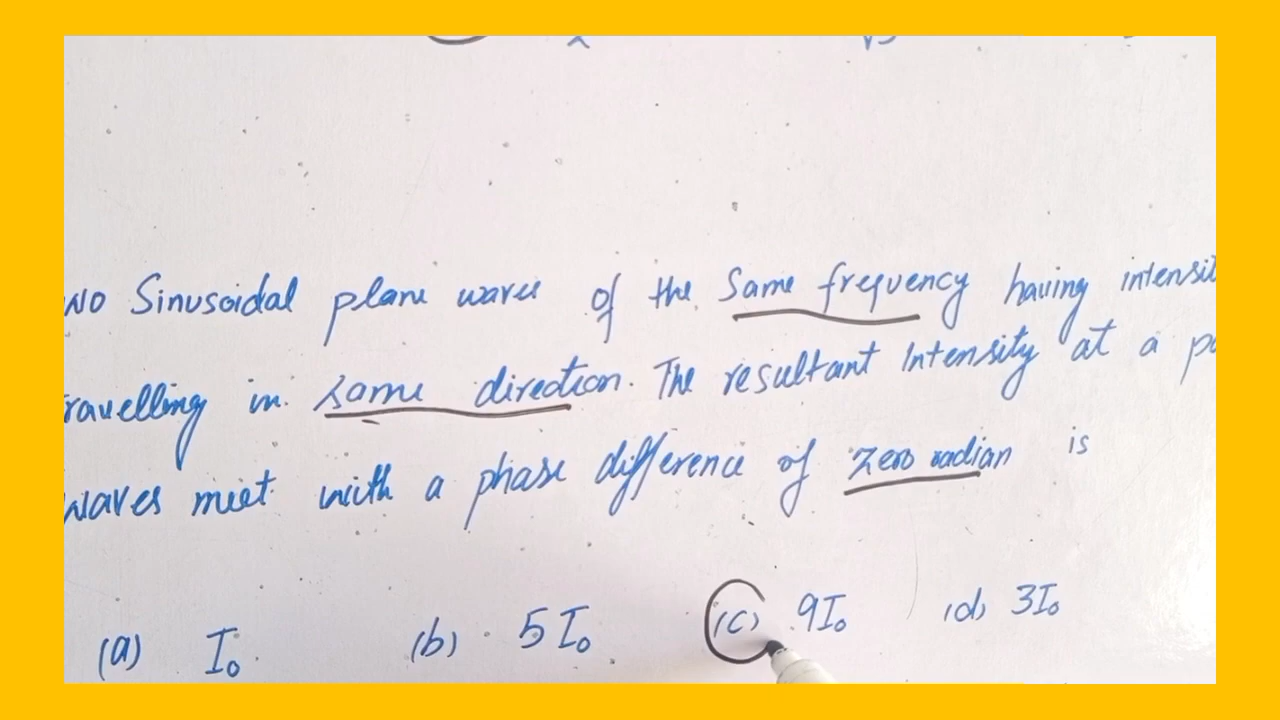 wo Sinusoidal plane waves of the same frequency having intensit
ravelling in same direction. The resultant Intensity at a po
waves meet with a phase difference of zero radian is
(a) I₀ (b) 5I₀ (c) 9I₀ (d) 3I₀